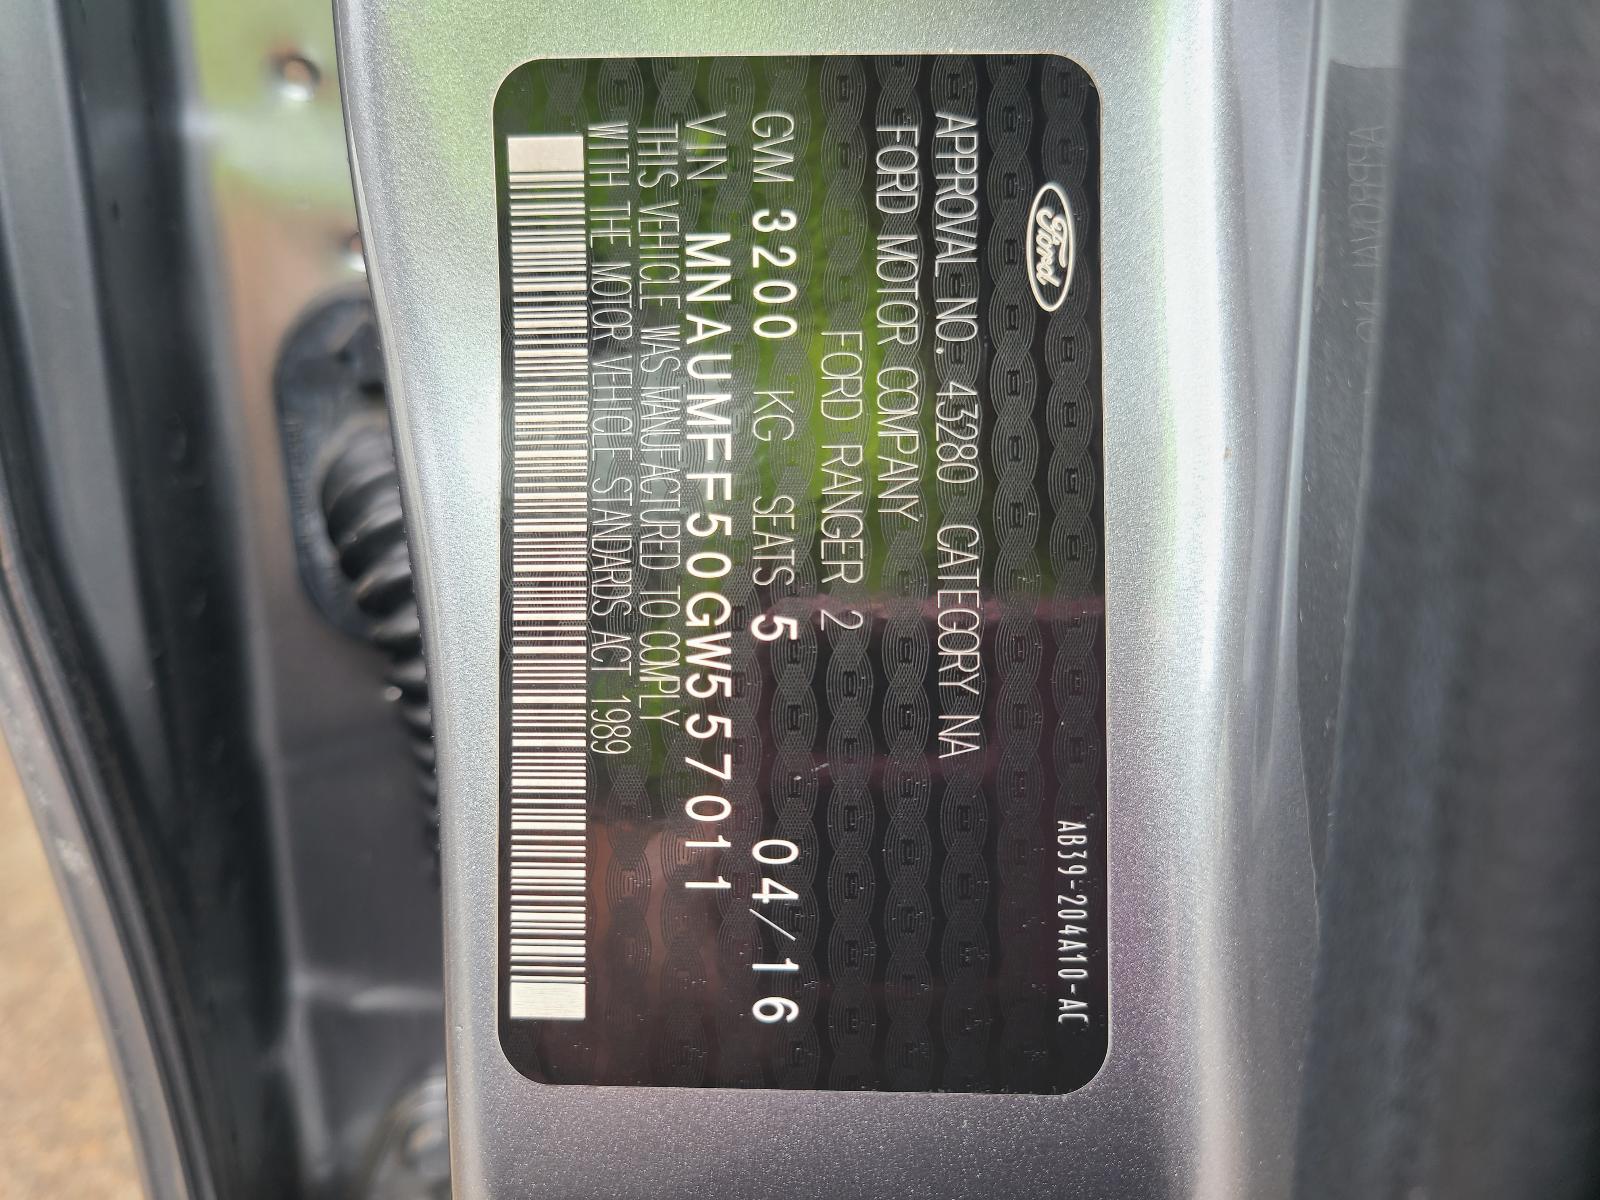 Ford
AB39-204A10-AC
APPROVAL NO. 43280 CATEGORY NA
FORD MOTOR COMPANY
FORD RANGER 2
GVM 3200 KG SEATS 5 04/16
VIN MNAUMFF50GW557011
THIS VEHICLE WAS MANUFACTURED TO COMPLY
WITH THE MOTOR VEHICLE STANDARDS ACT 1989